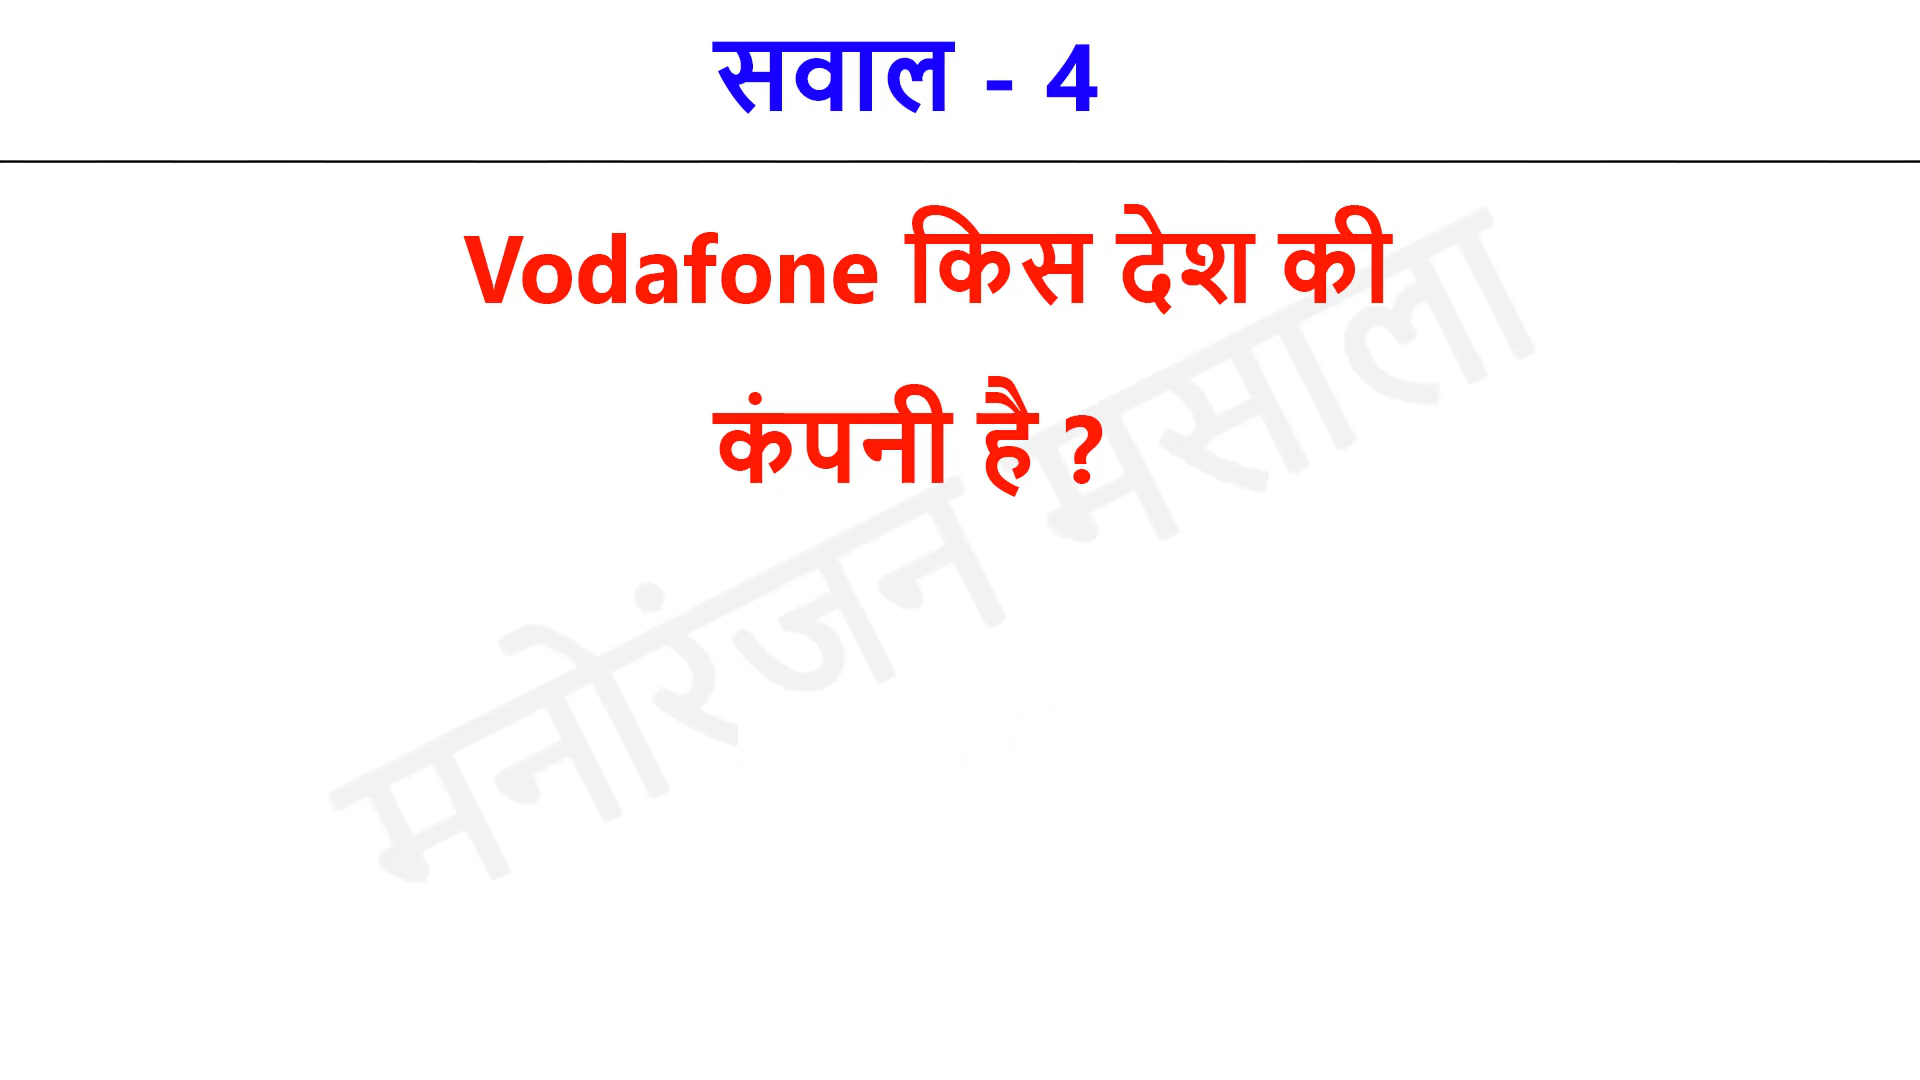 सवाल - 4
Vodafone किस देश की
कंपनी है ?
मनोरंजन मसाला